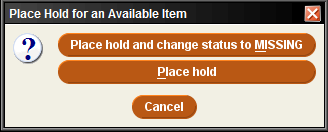 Place Hold for an Available Item
Place hold and change status to MISSING
Place hold
Cancel